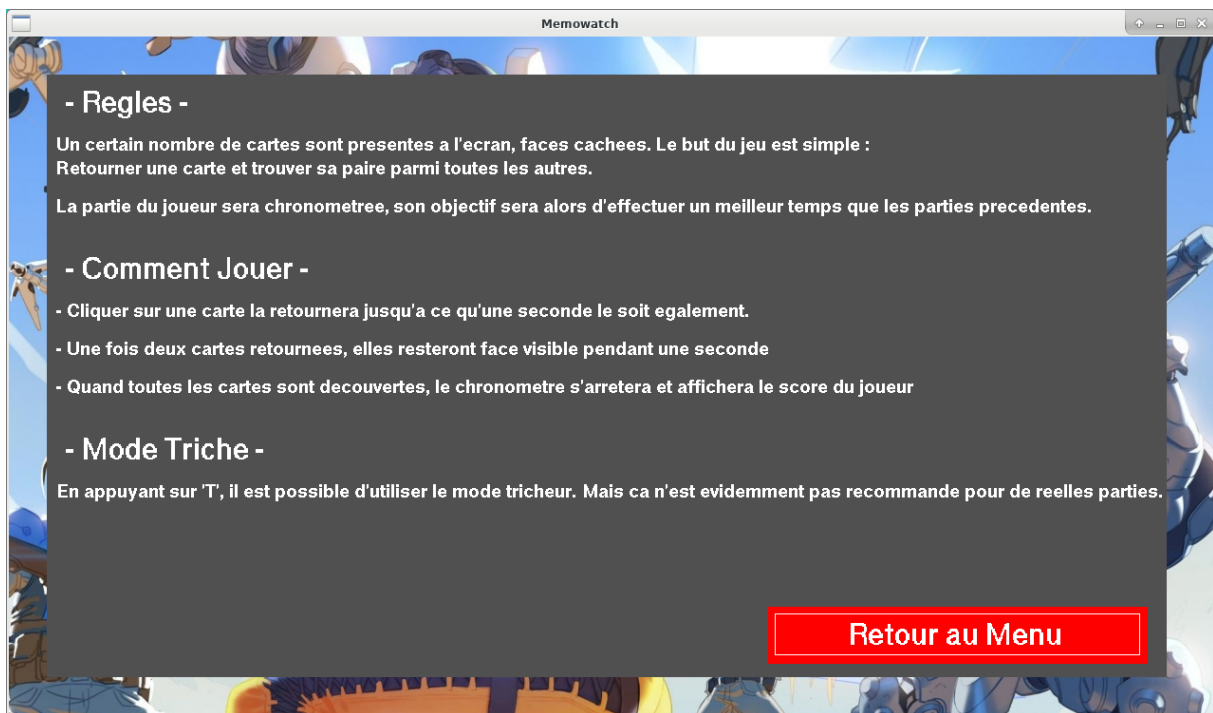 Memowatch
- Regles -
Un certain nombre de cartes sont presentes a l'ecran, faces cachees. Le but du jeu est simple :
Retourner une carte et trouver sa paire parmi toutes les autres.
La partie du joueur sera chronometree, son objectif sera alors d'effectuer un meilleur temps que les parties precedentes.
- Comment Jouer -
- Cliquer sur une carte la retournera jusqu'a ce qu'une seconde le soit egalement.
- Une fois deux cartes retournees, elles resteront face visible pendant une seconde
- Quand toutes les cartes sont decouvertes, le chronometre s'arretera et affichera le score du joueur
- Mode Triche -
En appuyant sur 'T', il est possible d'utiliser le mode tricheur. Mais ca n'est evidemment pas recommande pour de reelles parties.
Retour au Menu